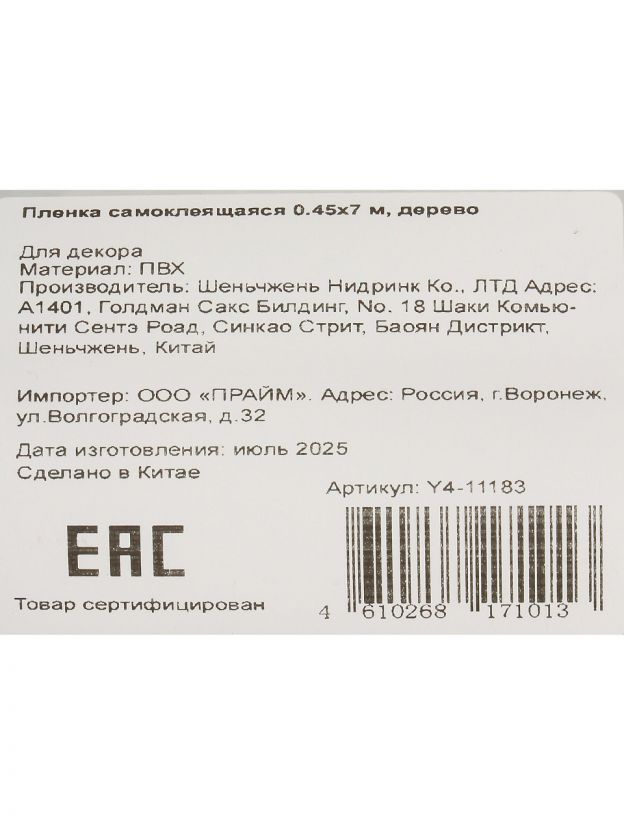 Пленка самоклеящаяся 0.45х7 м, дерево
Для декора
Материал: ПВХ
Производитель: Шеньчжень Нидринк Ко., ЛТД Адрес:
А1401, Голдман Сакс Билдинг, No. 18 Шаки Комью-
нити Сентэ Роад, Синкао Стрит, Баоян Дистрикт,
Шеньчжень, Китай
Импортер: ООО «ПРАЙМ». Адрес: Россия, г.Воронеж,
ул.Волгоградская, д.32
Дата изготовления: июль 2025
Сделано в Китае
Артикул: Y4-11183
EAC
Товар сертифицирован
4 610268 171013